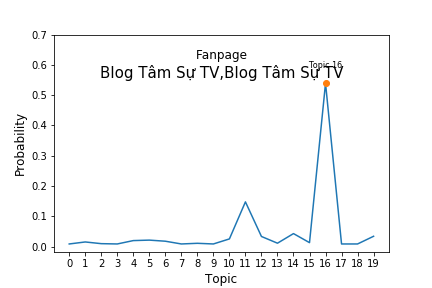 Fanpage
Blog Tâm Sự TV,Blog Tâm Sự TV
Topic 16
Probability
0.7
0.6
0.5
0.4
0.3
0.2
0.1
0.0
0 1 2 3 4 5 6 7 8 9 10 11 12 13 14 15 16 17 18 19
Topic